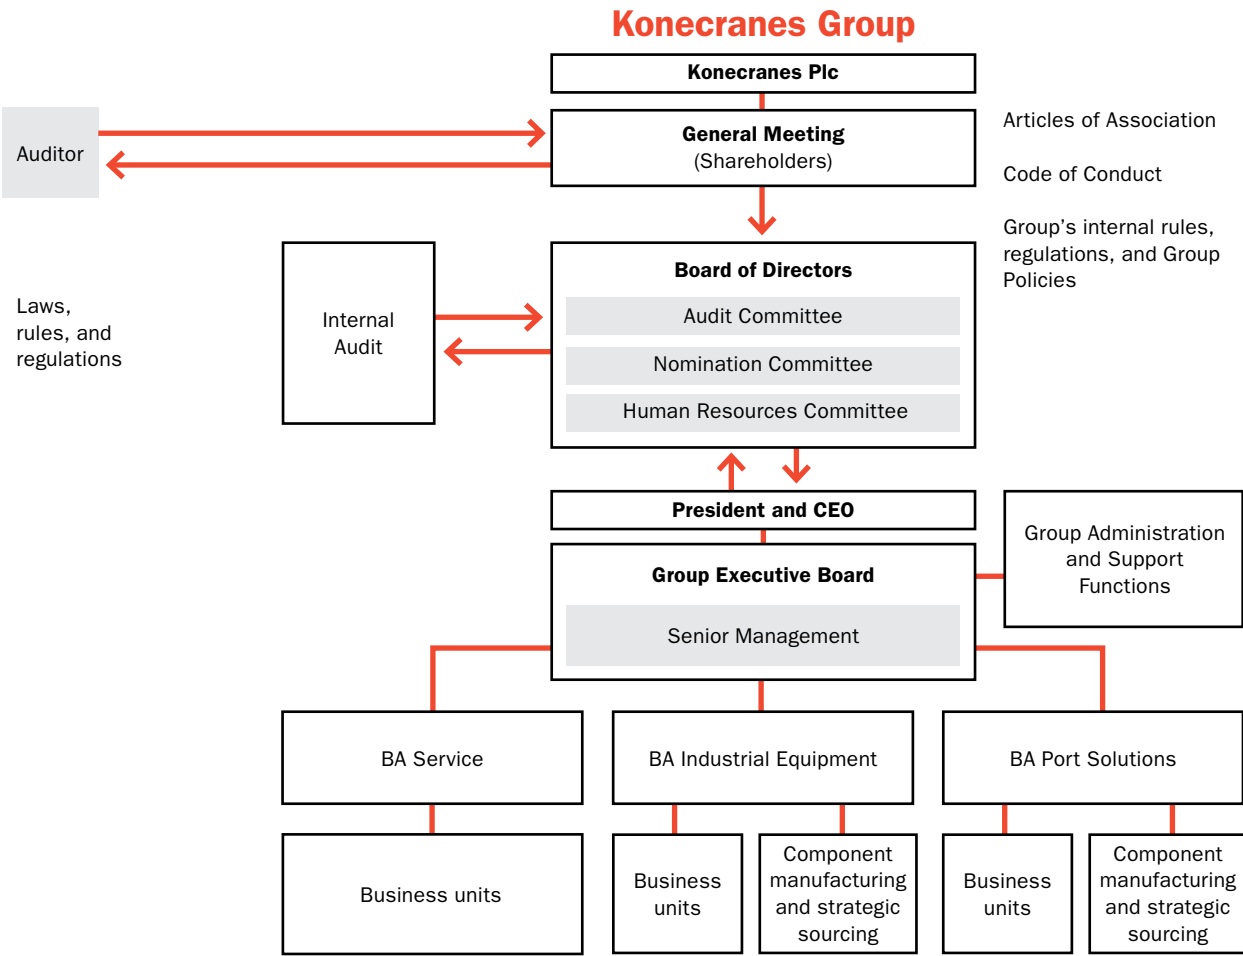 Konecranes Group
Konecranes Plc
Auditor
General Meeting
(Shareholders)
Articles of Association
Code of Conduct
Group's internal rules,
regulations, and Group
Policies
Laws,
rules, and
regulations
Internal
Audit
Board of Directors
Audit Committee
Nomination Committee
Human Resources Committee
President and CEO
Group Executive Board
Senior Management
Group Administration
and Support
Functions
BA Service
BA Industrial Equipment
BA Port Solutions
Business units
Business
units
Component
manufacturing
and strategic
sourcing
Business
units
Component
manufacturing
and strategic
sourcing